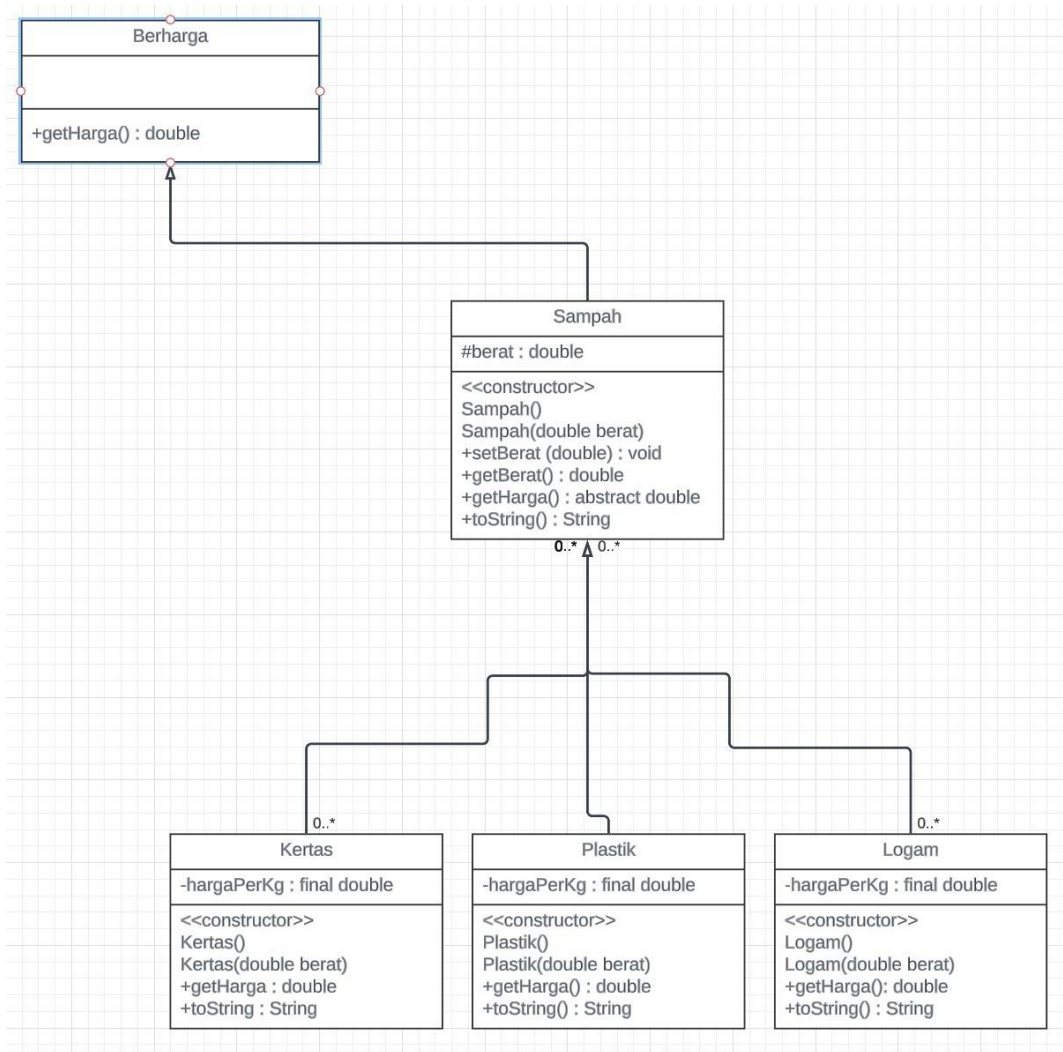 Berharga
+getHarga() : double
Sampah
#berat : double
<<constructor>>
Sampah()
Sampah(double berat)
+setBerat (double) : void
+getBerat() : double
+getHarga() : abstract double
+toString() : String
0..* 0..*
0..*
0..*
Kertas
-hargaPerKg : final double
<<constructor>>
Kertas()
Kertas(double berat)
+getHarga : double
+toString : String
Plastik
-hargaPerKg : final double
<<constructor>>
Plastik()
Plastik(double berat)
+getHarga() : double
+toString() : String
Logam
-hargaPerKg : final double
<<constructor>>
Logam()
Logam(double berat)
+getHarga(): double
+toString() : String